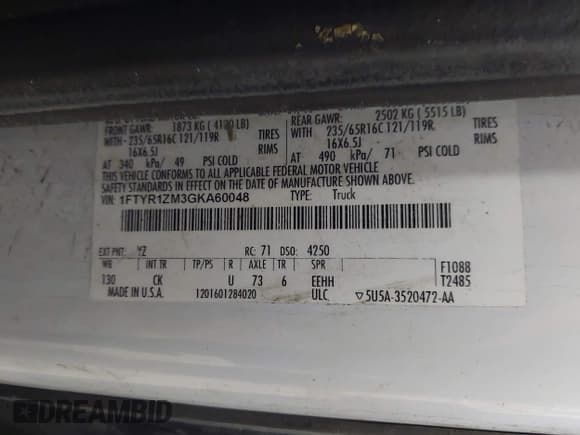 FRONT GAWR: 1873 KG ( 4130 LB) REAR GAWR: 2502 KG ( 5515 LB)
WITH - 235/65R16C 121/119R TIRES WITH - 235/65R16C 121/119R TIRES
16X6.5J RIMS 16X6.5J RIMS
AT 340 kPa/ 49 PSI COLD AT 490 kPa/ 71 PSI COLD
THIS VEHICLE CONFORMS TO ALL APPLICABLE FEDERAL MOTOR VEHICLE
SAFETY STANDARDS IN EFFECT ON THE DATE OF MANUFACTURE SHOWN ABOVE.
VIN: 1FTYR1ZM3GKA60048 TYPE: Truck
EXT PNT: YZ RC: 71 DSO: 4250
WB INT TR TP/PS R AXLE TR SPR F1088
130 CK U 73 6 EEHH T2485
MADE IN U.S.A. 1201601284020 ULC ▽5U5A-3520472-AA
DREAMBID